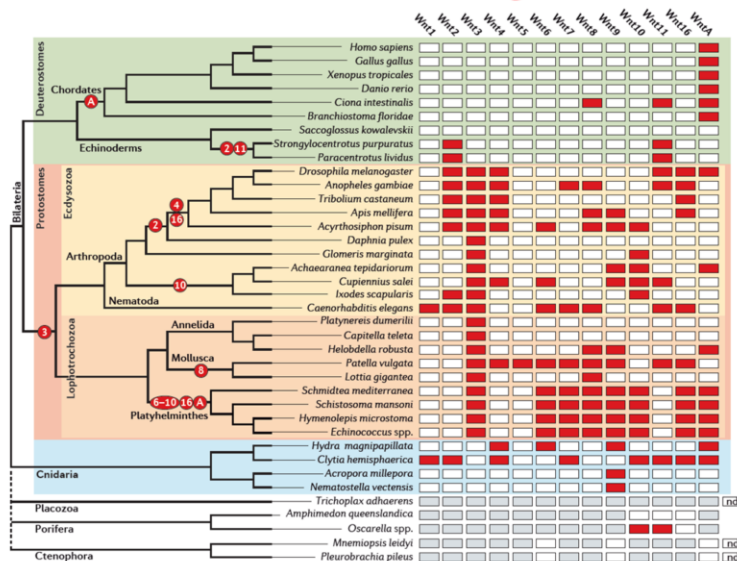 Wnt1 Wnt2 Wnt3 Wnt4 Wnt5 Wnt6 Wnt7 Wnt8 Wnt9 Wnt10 Wnt11 Wnt16 WntA
Bilateria
Deuterostomes
Chordates
A
Echinoderms
2 11
Homo sapiens
Gallus gallus
Xenopus tropicales
Danio rerio
Ciona intestinalis
Branchiostoma floridae
Saccoglossus kowalevskii
Strongylocentrotus purpuratus
Paracentrotus lividus
Protostomes
3
Ecdysozoa
Arthropoda
2
4
16
10
Nematoda
Drosophila melanogaster
Anopheles gambiae
Tribolium castaneum
Apis mellifera
Acyrthosiphon pisum
Daphnia pulex
Glomeris marginata
Achaearanea tepidariorum
Cupiennius salei
Ixodes scapularis
Caenorhabditis elegans
Lophotrochozoa
Annelida
Mollusca
8
6–10 16 A
Platyhelminthes
Platynereis dumerilii
Capitella teleta
Helobdella robusta
Patella vulgata
Lottia gigantea
Schmidtea mediterranea
Schistosoma mansoni
Hymenolepis microstoma
Echinococcus spp.
Cnidaria
Hydra magnipapillata
Clytia hemisphaerica
Acropora millepora
Nematostella vectensis
Placozoa
Trichoplax adhaerens nd
Porifera
Amphimedon queenslandica
Oscarella spp.
Ctenophora
Mnemiopsis leidyi nd
Pleurobrachia pileus nd